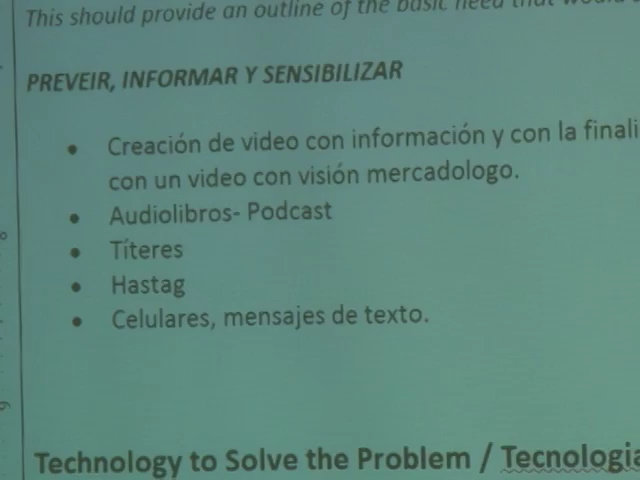 This should provide an outline of the basic need that would
PREVEIR, INFORMAR Y SENSIBILIZAR
• Creación de video con información y con la finali
con un video con visión mercadologo.
• Audiolibros- Podcast
• Títeres
• Hastag
• Celulares, mensajes de texto.
Technology to Solve the Problem / Tecnologia